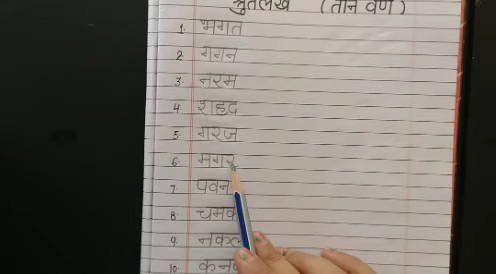 श्रुतलेख (तीन वर्ण)
1. भगत
2. गगन
3. नरम
4. शहद
5. गरज
6. मगर
7. पवन
8. चमक
9. नकल
10.